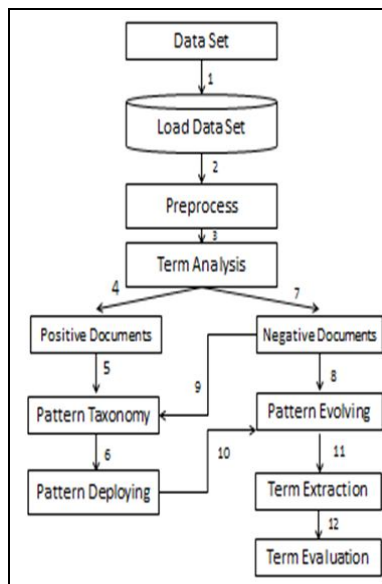 Data Set
1
Load Data Set
2
Preprocess
3
Term Analysis
4
7
Positive Documents
Negative Documents
5
9
8
Pattern Taxonomy
Pattern Evolving
6
10
11
Pattern Deploying
Term Extraction
12
Term Evaluation